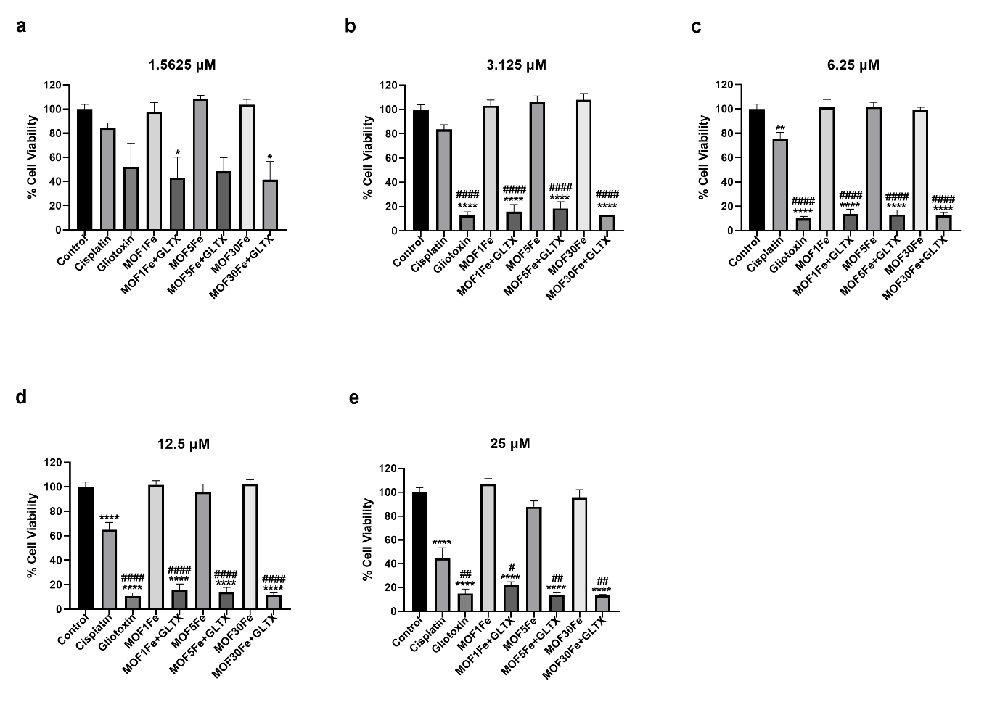 a
1.5625 µM
% Cell Viability
120
100
80
60
40
20
0
*
*
Control
Cisplatin
Gliotoxin
MOF1Fe
MOF1Fe+GLTX
MOF5Fe
MOF5Fe+GLTX
MOF30Fe
MOF30Fe+GLTX
b
3.125 µM
% Cell Viability
120
100
80
60
40
20
0
####
****
####
****
####
****
####
****
Control
Cisplatin
Gliotoxin
MOF1Fe
MOF1Fe+GLTX
MOF5Fe
MOF5Fe+GLTX
MOF30Fe
MOF30Fe+GLTX
c
6.25 µM
% Cell Viability
120
100
80
60
40
20
0
**
####
****
####
****
####
****
####
****
Control
Cisplatin
Gliotoxin
MOF1Fe
MOF1Fe+GLTX
MOF5Fe
MOF5Fe+GLTX
MOF30Fe
MOF30Fe+GLTX
d
12.5 µM
% Cell Viability
120
100
80
60
40
20
0
****
####
****
####
****
####
****
####
****
Control
Cisplatin
Gliotoxin
MOF1Fe
MOF1Fe+GLTX
MOF5Fe
MOF5Fe+GLTX
MOF30Fe
MOF30Fe+GLTX
e
25 µM
% Cell Viability
120
100
80
60
40
20
0
****
##
****
#
****
##
****
##
****
Control
Cisplatin
Gliotoxin
MOF1Fe
MOF1Fe+GLTX
MOF5Fe
MOF5Fe+GLTX
MOF30Fe
MOF30Fe+GLTX